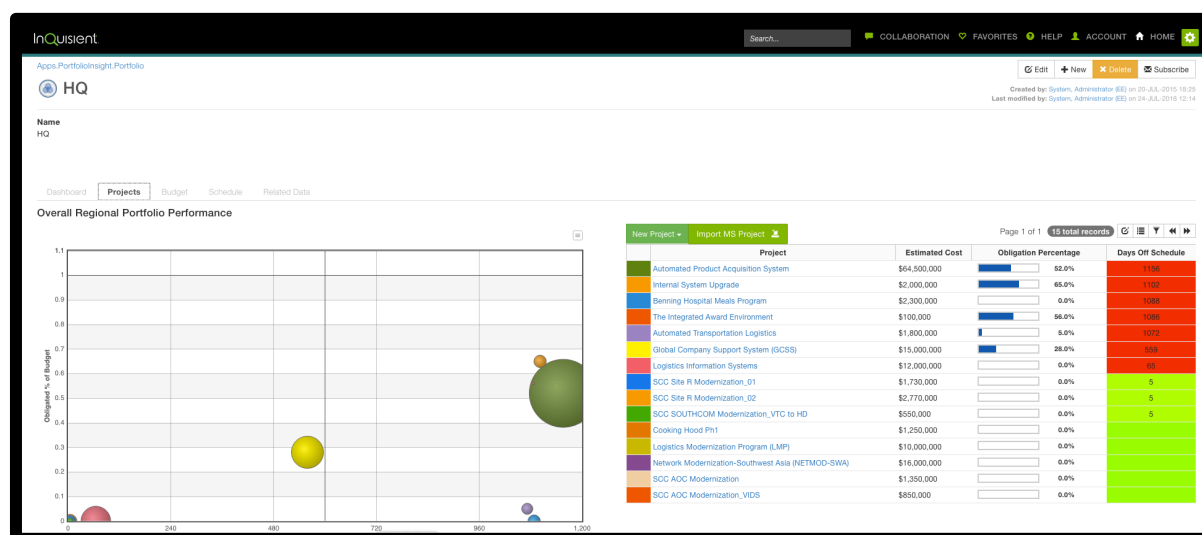 InQuisient.
Search...
COLLABORATION FAVORITES HELP ACCOUNT HOME
Apps.PortfolioInsight.Portfolio
Edit New Delete Subscribe
HQ
Created by: System, Administrator (EE) on 20-JUL-2015 18:25
Last modified by: System, Administrator (EE) on 24-JUL-2018 12:14
Name
HQ
Dashboard Projects Budget Schedule Related Data
Overall Regional Portfolio Performance
New Project Import MS Project Page 1 of 1 15 total records
Project Estimated Cost Obligation Percentage Days Off Schedule
Automated Product Acquisition System $64,500,000 52.0% 1156
Internal System Upgrade $2,000,000 65.0% 1102
Benning Hospital Meals Program $2,300,000 0.0% 1088
The Integrated Award Environment $100,000 56.0% 1086
Automated Transportation Logistics $1,800,000 5.0% 1072
Global Company Support System (GCSS) $15,000,000 28.0% 559
Logistics Information Systems $12,000,000 0.0% 65
SCC Site R Modernization_01 $1,730,000 0.0% 5
SCC Site R Modernization_02 $2,770,000 0.0% 5
SCC SOUTHCOM Modernization_VTC to HD $550,000 0.0% 5
Cooking Hood Ph1 $1,250,000 0.0%
Logistics Modernization Program (LMP) $10,000,000 0.0%
Network Modernization-Southwest Asia (NETMOD-SWA) $16,000,000 0.0%
SCC AOC Modernization $1,350,000 0.0%
SCC AOC Modernization_VIDS $850,000 0.0%
Obligated % of Budget
1.1
1
0.9
0.8
0.7
0.6
0.5
0.4
0.3
0.2
0.1
0
0 240 480 720 960 1,200